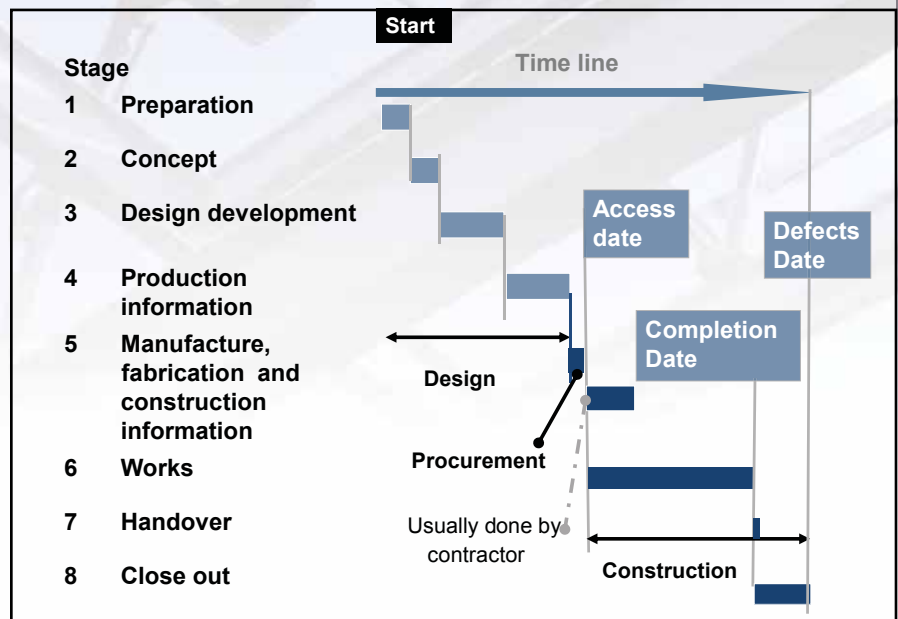 Start
Time line
Stage
1 Preparation
2 Concept
3 Design development
Access
date
Defects
Date
4 Production
information
Completion
Date
5 Manufacture,
fabrication and
construction
information
Design
Procurement
6 Works
7 Handover
Usually done by
contractor
Construction
8 Close out